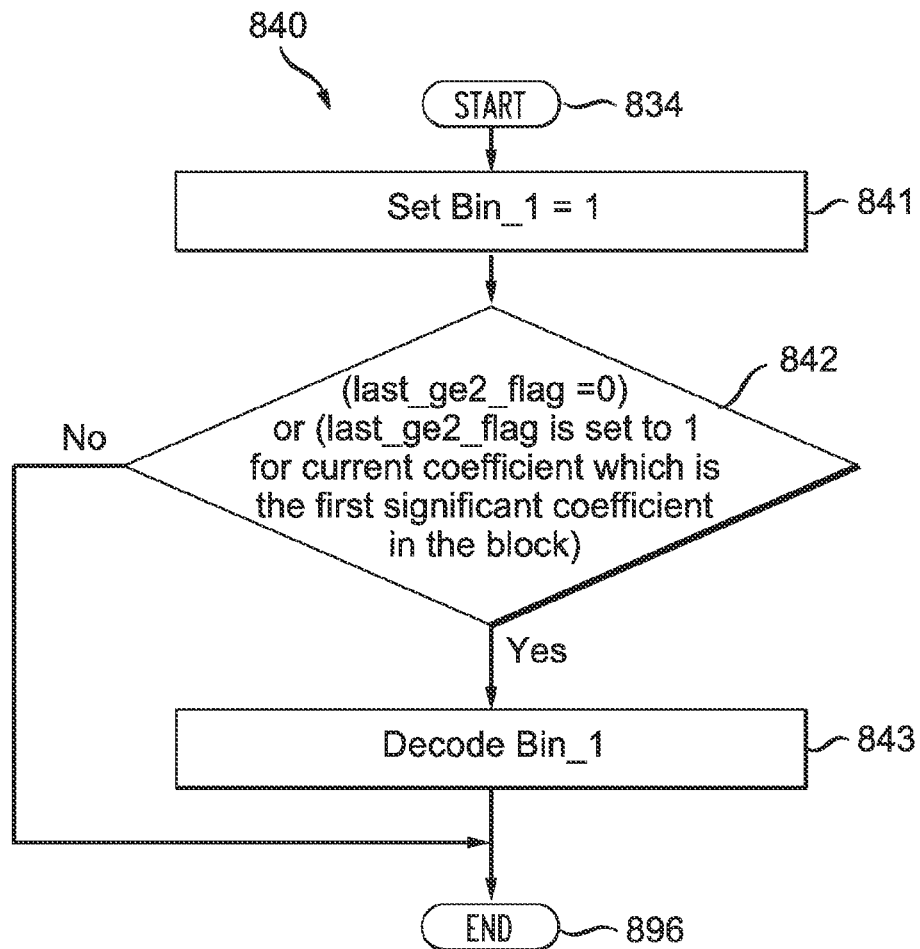 840
START
834
Set Bin_1 = 1
841
842
(last_ge2_flag =0)
or (last_ge2_flag is set to 1
for current coefficient which is
the first significant coefficient
in the block)
No
Yes
Decode Bin_1
843
END
896